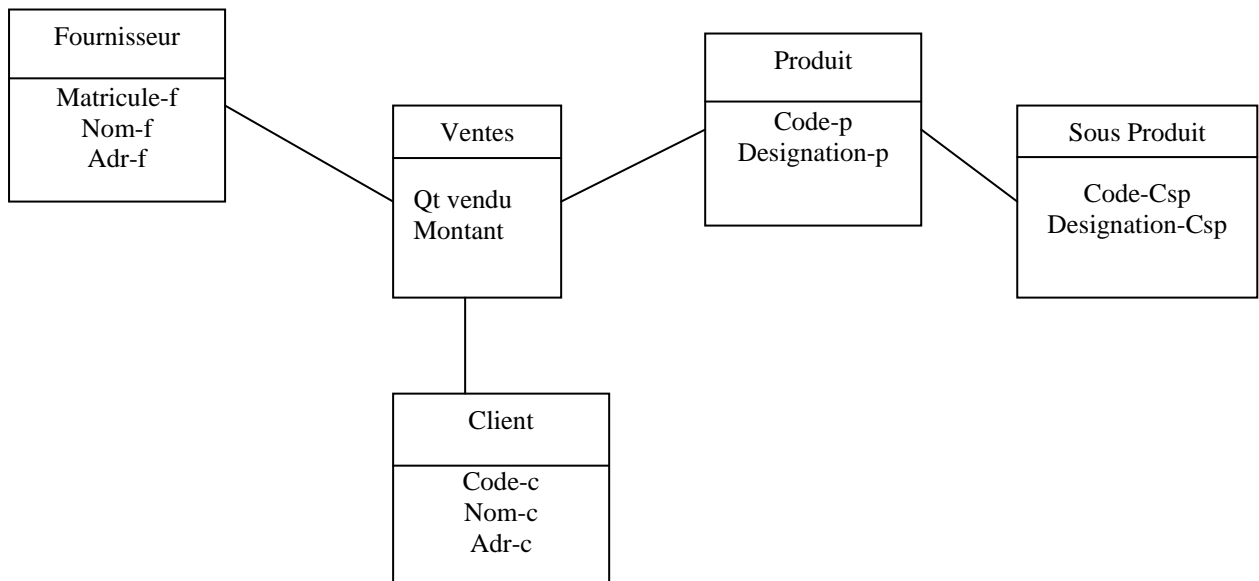 Fournisseur
Matricule-f
Nom-f
Adr-f
Ventes
Qt vendu
Montant
Produit
Code-p
Designation-p
Sous Produit
Code-Csp
Designation-Csp
Client
Code-c
Nom-c
Adr-c